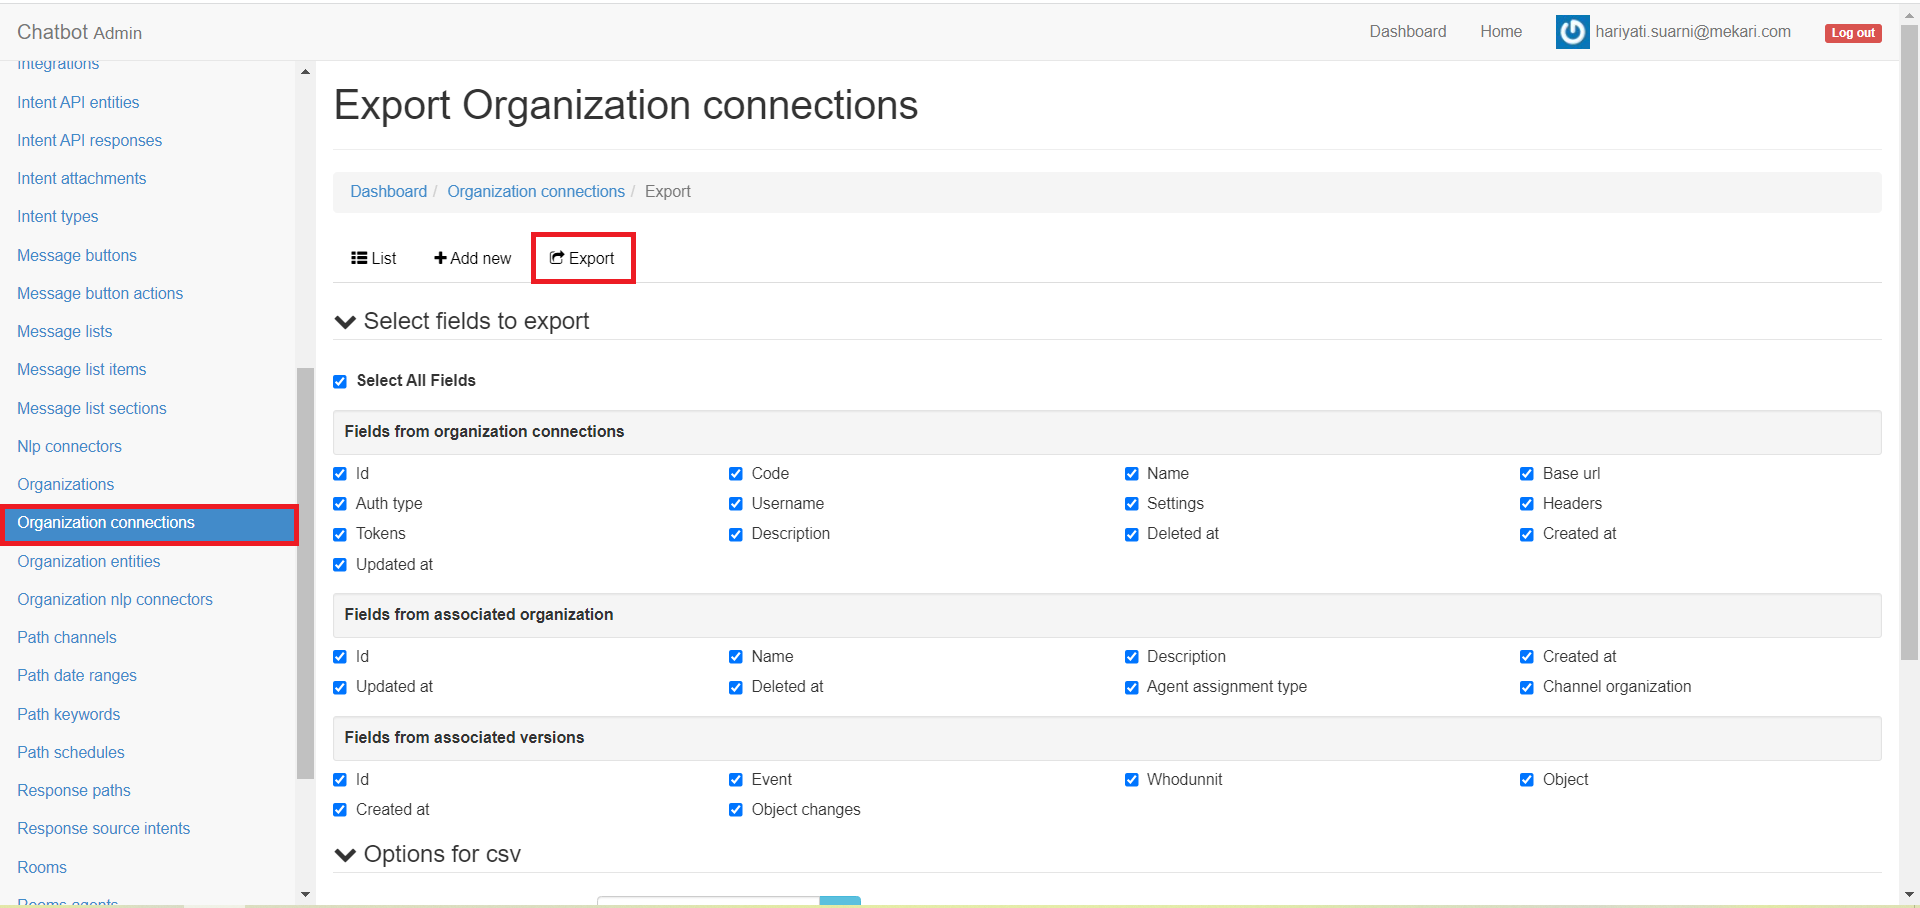 Chatbot Admin
Dashboard
Home
hariyati.suarni@mekari.com
Log out
Integrations
Intent API entities
Intent API responses
Intent attachments
Intent types
Message buttons
Message button actions
Message lists
Message list items
Message list sections
Nlp connectors
Organizations
Organization connections
Organization entities
Organization nlp connectors
Path channels
Path date ranges
Path keywords
Path schedules
Response paths
Response source intents
Rooms
Rooms agents
Export Organization connections
Dashboard / Organization connections / Export
List
Add new
Export
Select fields to export
Select All Fields
Fields from organization connections
Id Code Name Base url
Auth type Username Settings Headers
Tokens Description Deleted at Created at
Updated at
Fields from associated organization
Id Name Description Created at
Updated at Deleted at Agent assignment type Channel organization
Fields from associated versions
Id Event Whodunnit Object
Created at Object changes
Options for csv